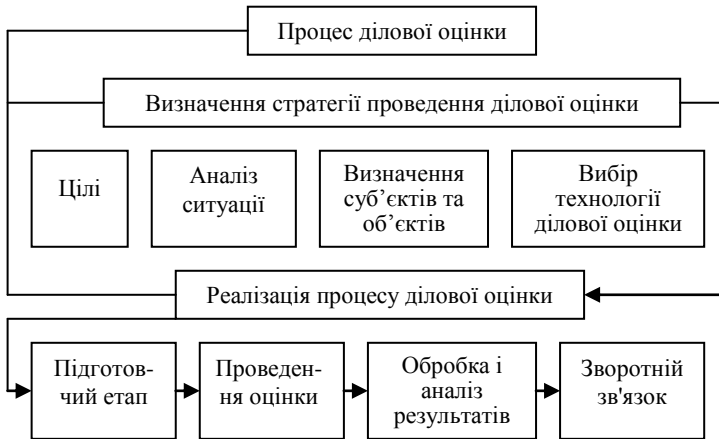 Процес ділової оцінки
Визначення стратегії проведення ділової оцінки
Цілі
Аналіз
ситуації
Визначення
суб’єктів та
об’єктів
Вибір
технології
ділової оцінки
Реалізація процесу ділової оцінки
Підготов-
чий етап
Проведен-
ня оцінки
Обробка і
аналіз
результатів
Зворотній
зв'язок